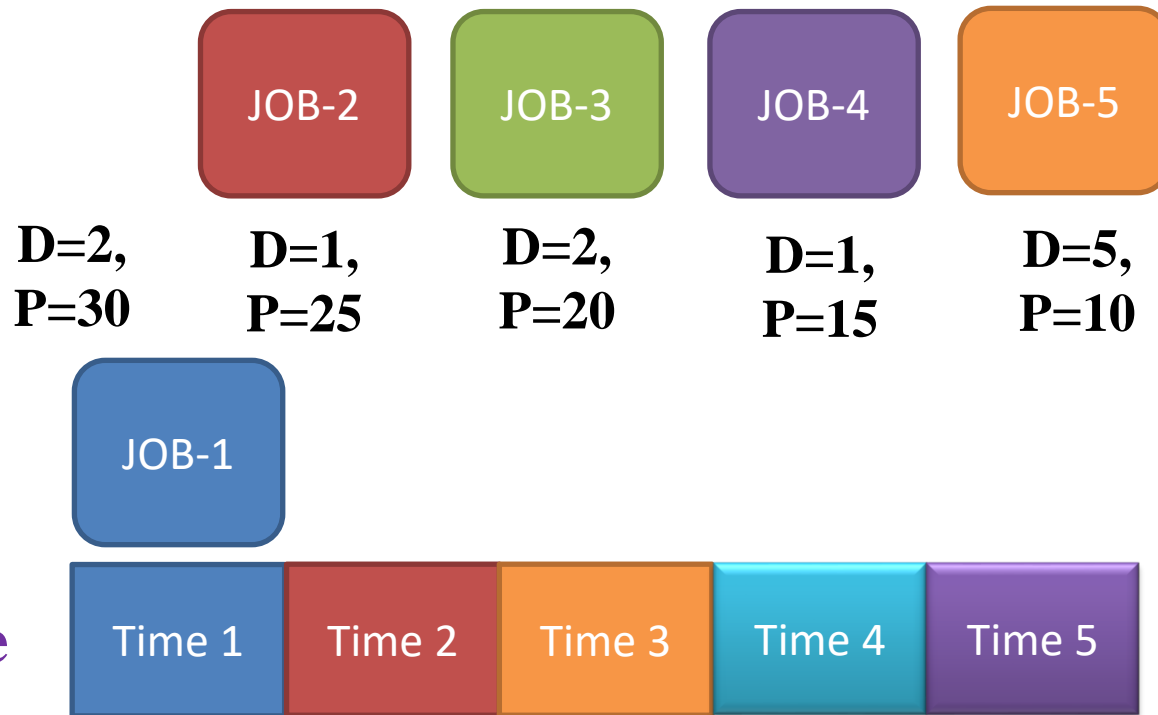 JOB-2
JOB-3
JOB-4
JOB-5
D=2,
P=30
D=1,
P=25
D=2,
P=20
D=1,
P=15
D=5,
P=10
JOB-1
e
Time 1
Time 2
Time 3
Time 4
Time 5